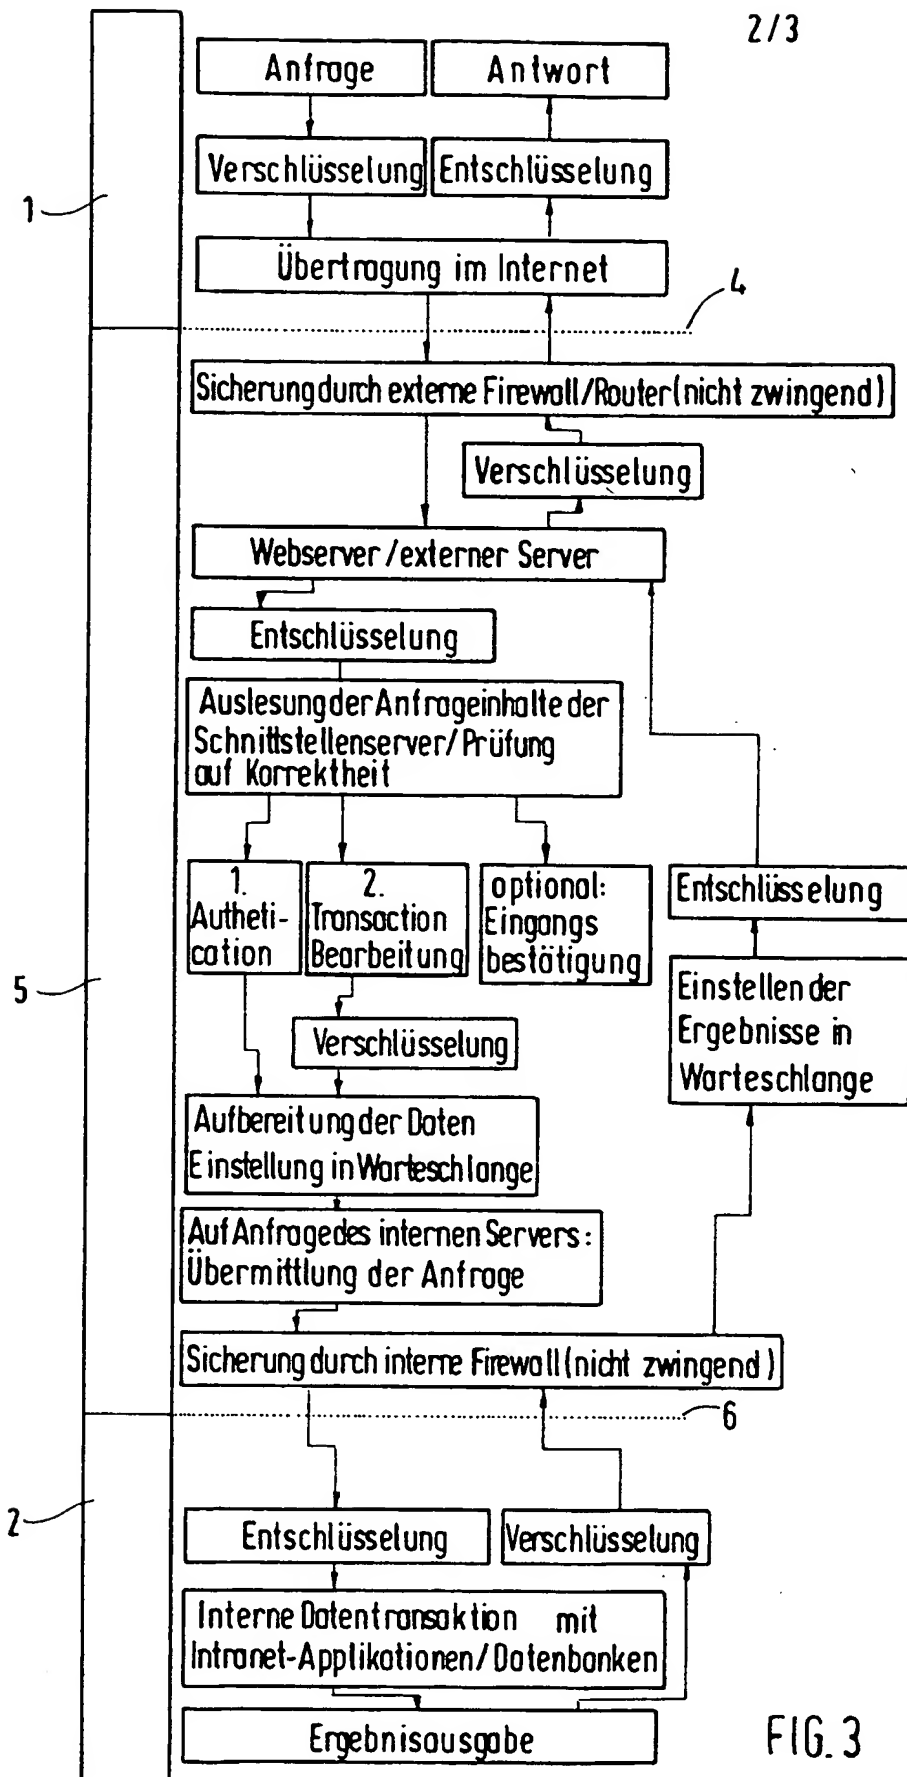 2/3
Anfrage
Antwort
Verschlüsselung
Entschlüsselung
1
Übertragung im Internet
4
Sicherung durch externe Firewall/Router (nicht zwingend)
Verschlüsselung
Webserver/externer Server
Entschlüsselung
Auslesung der Anfrageinhalte der
Schnittstellenserver/Prüfung
auf Korrektheit
1.
Autheti-
cation
2.
Transaction
Bearbeitung
optional:
Eingangs
bestätigung
Entschlüsselung
5
Einstellen der
Ergebnisse in
Warteschlange
Verschlüsselung
Aufbereitung der Daten
Einstellung in Warteschlange
Auf Anfrage des internen Servers:
Übermittlung der Anfrage
Sicherung durch interne Firewall (nicht zwingend)
6
2
Entschlüsselung
Verschlüsselung
Interne Datentransaktion mit
Intranet-Applikationen/Datenbanken
Ergebnisausgabe
FIG. 3